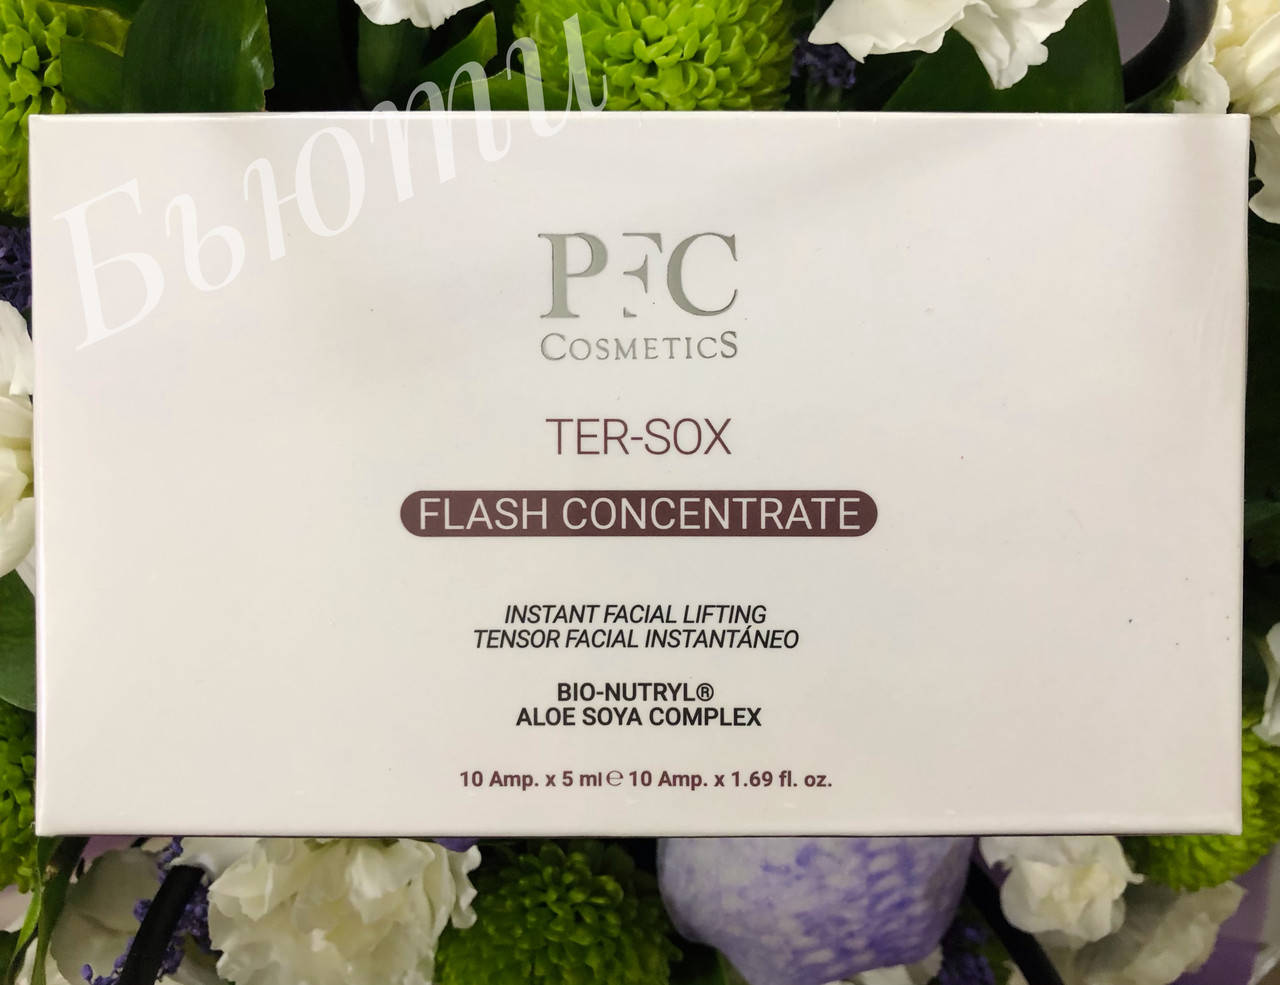 Бьюти
PFC
COSMETICS
TER-SOX
FLASH CONCENTRATE
INSTANT FACIAL LIFTING
TENSOR FACIAL INSTANTÁNEO
BIO-NUTRYL®
ALOE SOYA COMPLEX
10 Amp. x 5 ml ℮ 10 Amp. x 1.69 fl. oz.